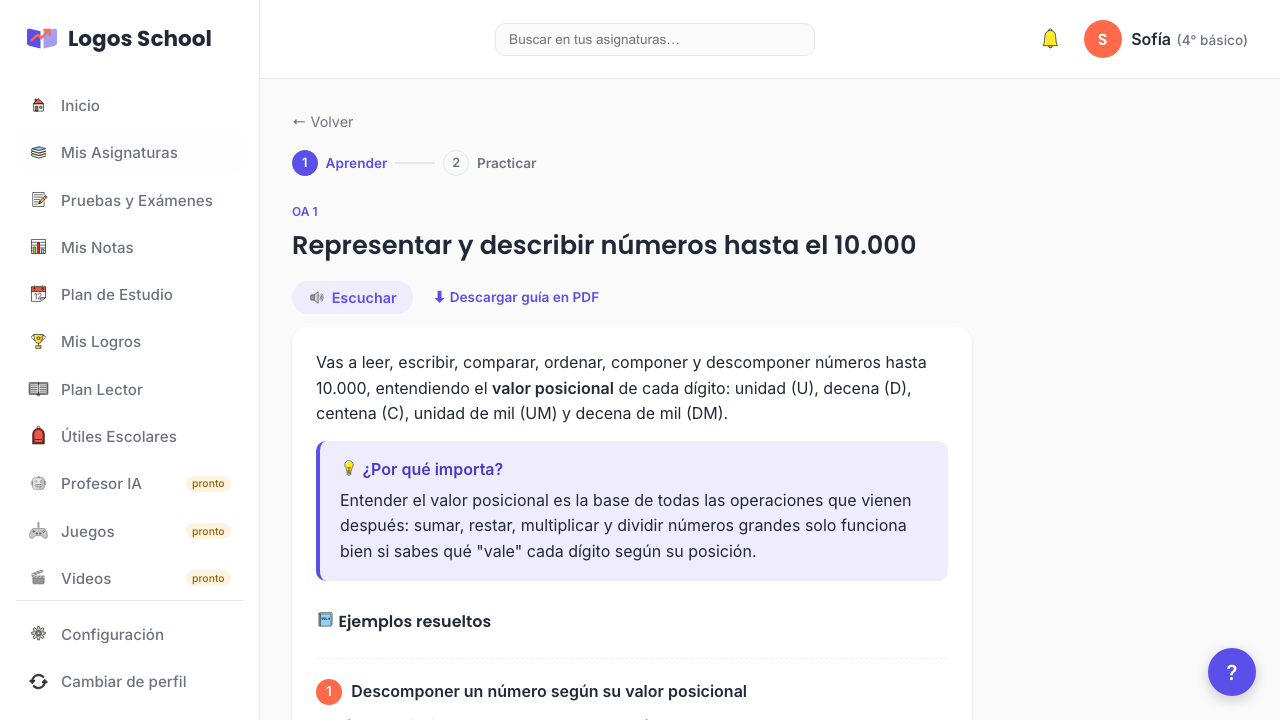 Logos School
Buscar en tus asignaturas...
S
Sofía (4° básico)
Inicio
Mis Asignaturas
Pruebas y Exámenes
Mis Notas
Plan de Estudio
Mis Logros
Plan Lector
Útiles Escolares
Profesor IA pronto
Juegos pronto
Videos pronto
Configuración
Cambiar de perfil
← Volver
1 Aprender 2 Practicar
OA 1
Representar y describir números hasta el 10.000
Escuchar
⬇ Descargar guía en PDF
Vas a leer, escribir, comparar, ordenar, componer y descomponer números hasta
10.000, entendiendo el valor posicional de cada dígito: unidad (U), decena (D),
centena (C), unidad de mil (UM) y decena de mil (DM).
¿Por qué importa?
Entender el valor posicional es la base de todas las operaciones que vienen
después: sumar, restar, multiplicar y dividir números grandes solo funciona
bien si sabes qué "vale" cada dígito según su posición.
Ejemplos resueltos
1 Descomponer un número según su valor posicional
?